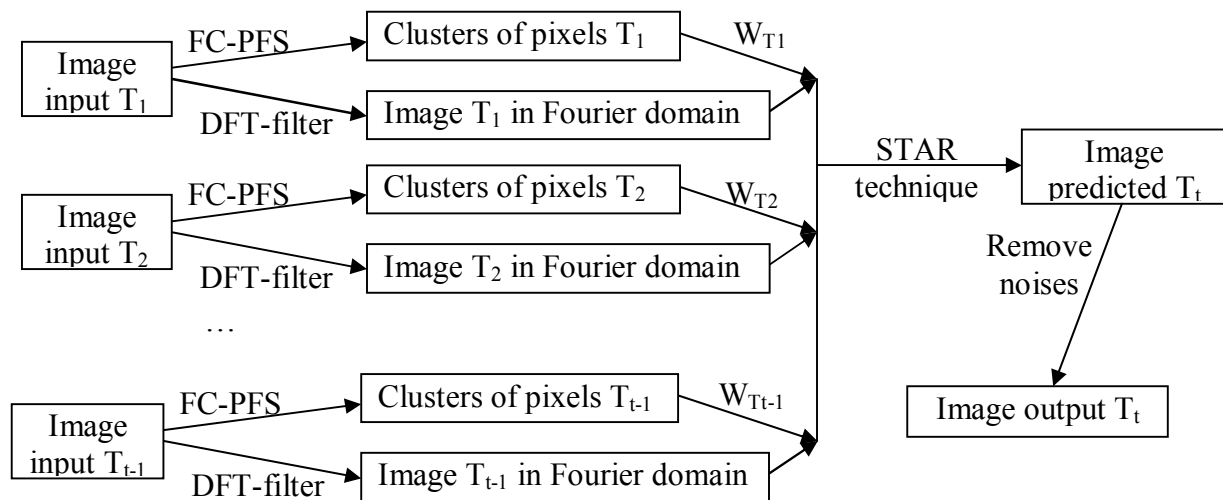 FC-PFS
Clusters of pixels T₁
W_T1
Image
input T₁
DFT-filter
Image T₁ in Fourier domain
FC-PFS
Clusters of pixels T₂
W_T2
Image
input T₂
DFT-filter
Image T₂ in Fourier domain
…
FC-PFS
Clusters of pixels Tₜ₋₁
W_Tt-1
Image
input Tₜ₋₁
DFT-filter
Image Tₜ₋₁ in Fourier domain
STAR
technique
Image
predicted Tₜ
Remove
noises
Image output Tₜ